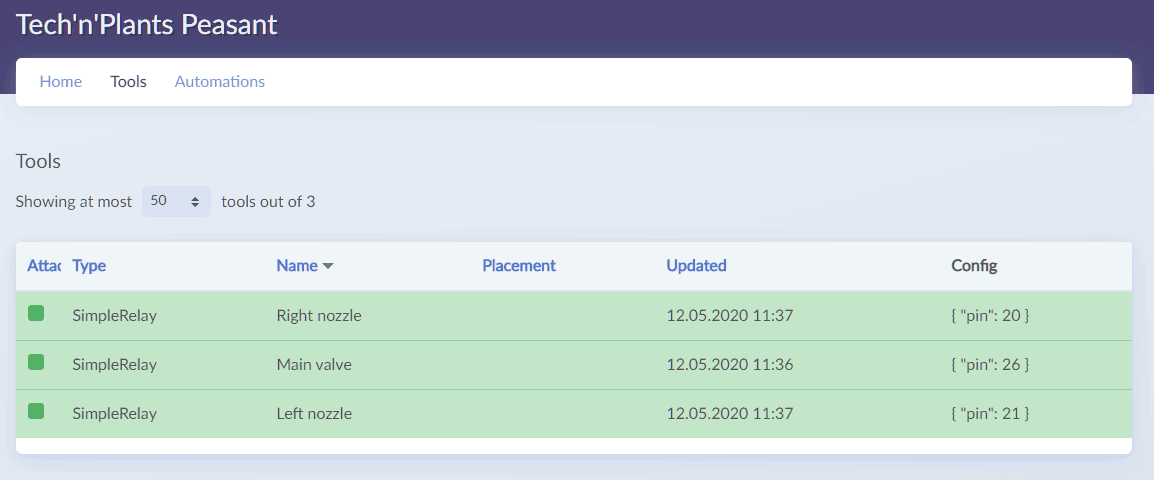 Tech'n'Plants Peasant
Home Tools Automations
Tools
Showing at most 50 tools out of 3
Attac Type Name Placement Updated Config
SimpleRelay Right nozzle 12.05.2020 11:37 { "pin": 20 }
SimpleRelay Main valve 12.05.2020 11:36 { "pin": 26 }
SimpleRelay Left nozzle 12.05.2020 11:37 { "pin": 21 }